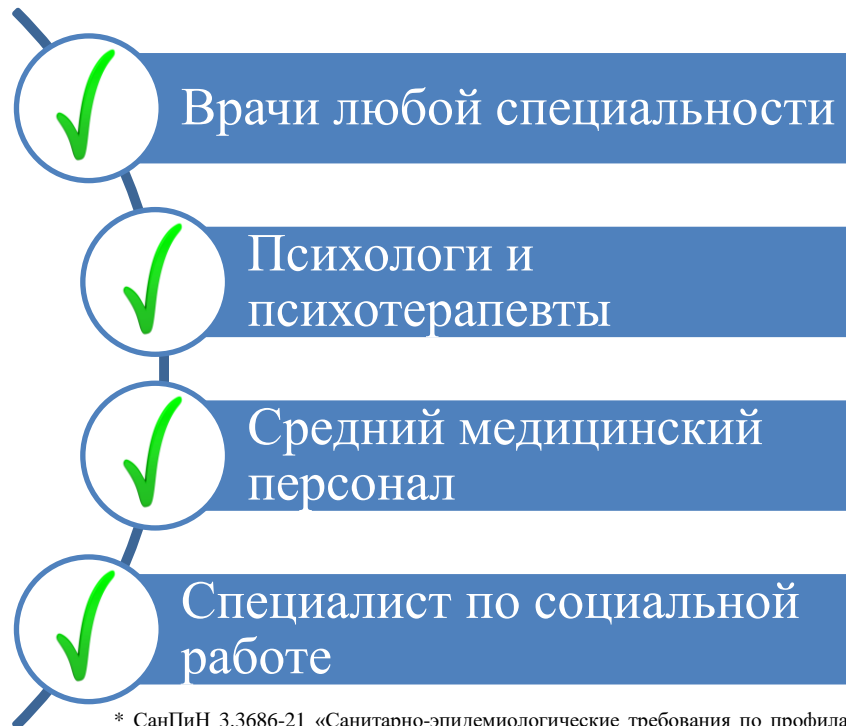 Врачи любой специальности
Психологи и
психотерапевты
Средний медицинский
персонал
Специалист по социальной
работе
* СанПиН 3.3686-21 «Санитарно-эпидемиологические требования по